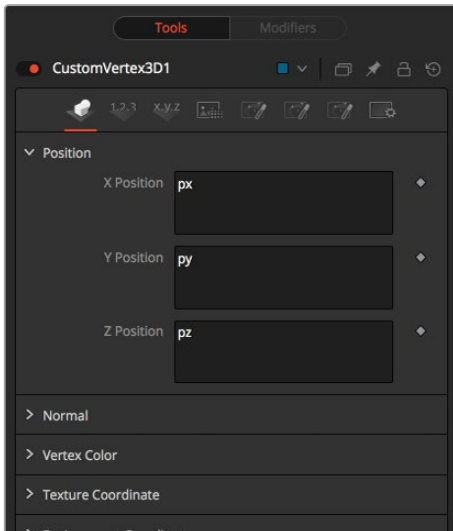 Tools Modifiers
CustomVertex3D1
1,2,3 x,y,z
Position
X Position px
Y Position py
Z Position pz
Normal
Vertex Color
Texture Coordinate